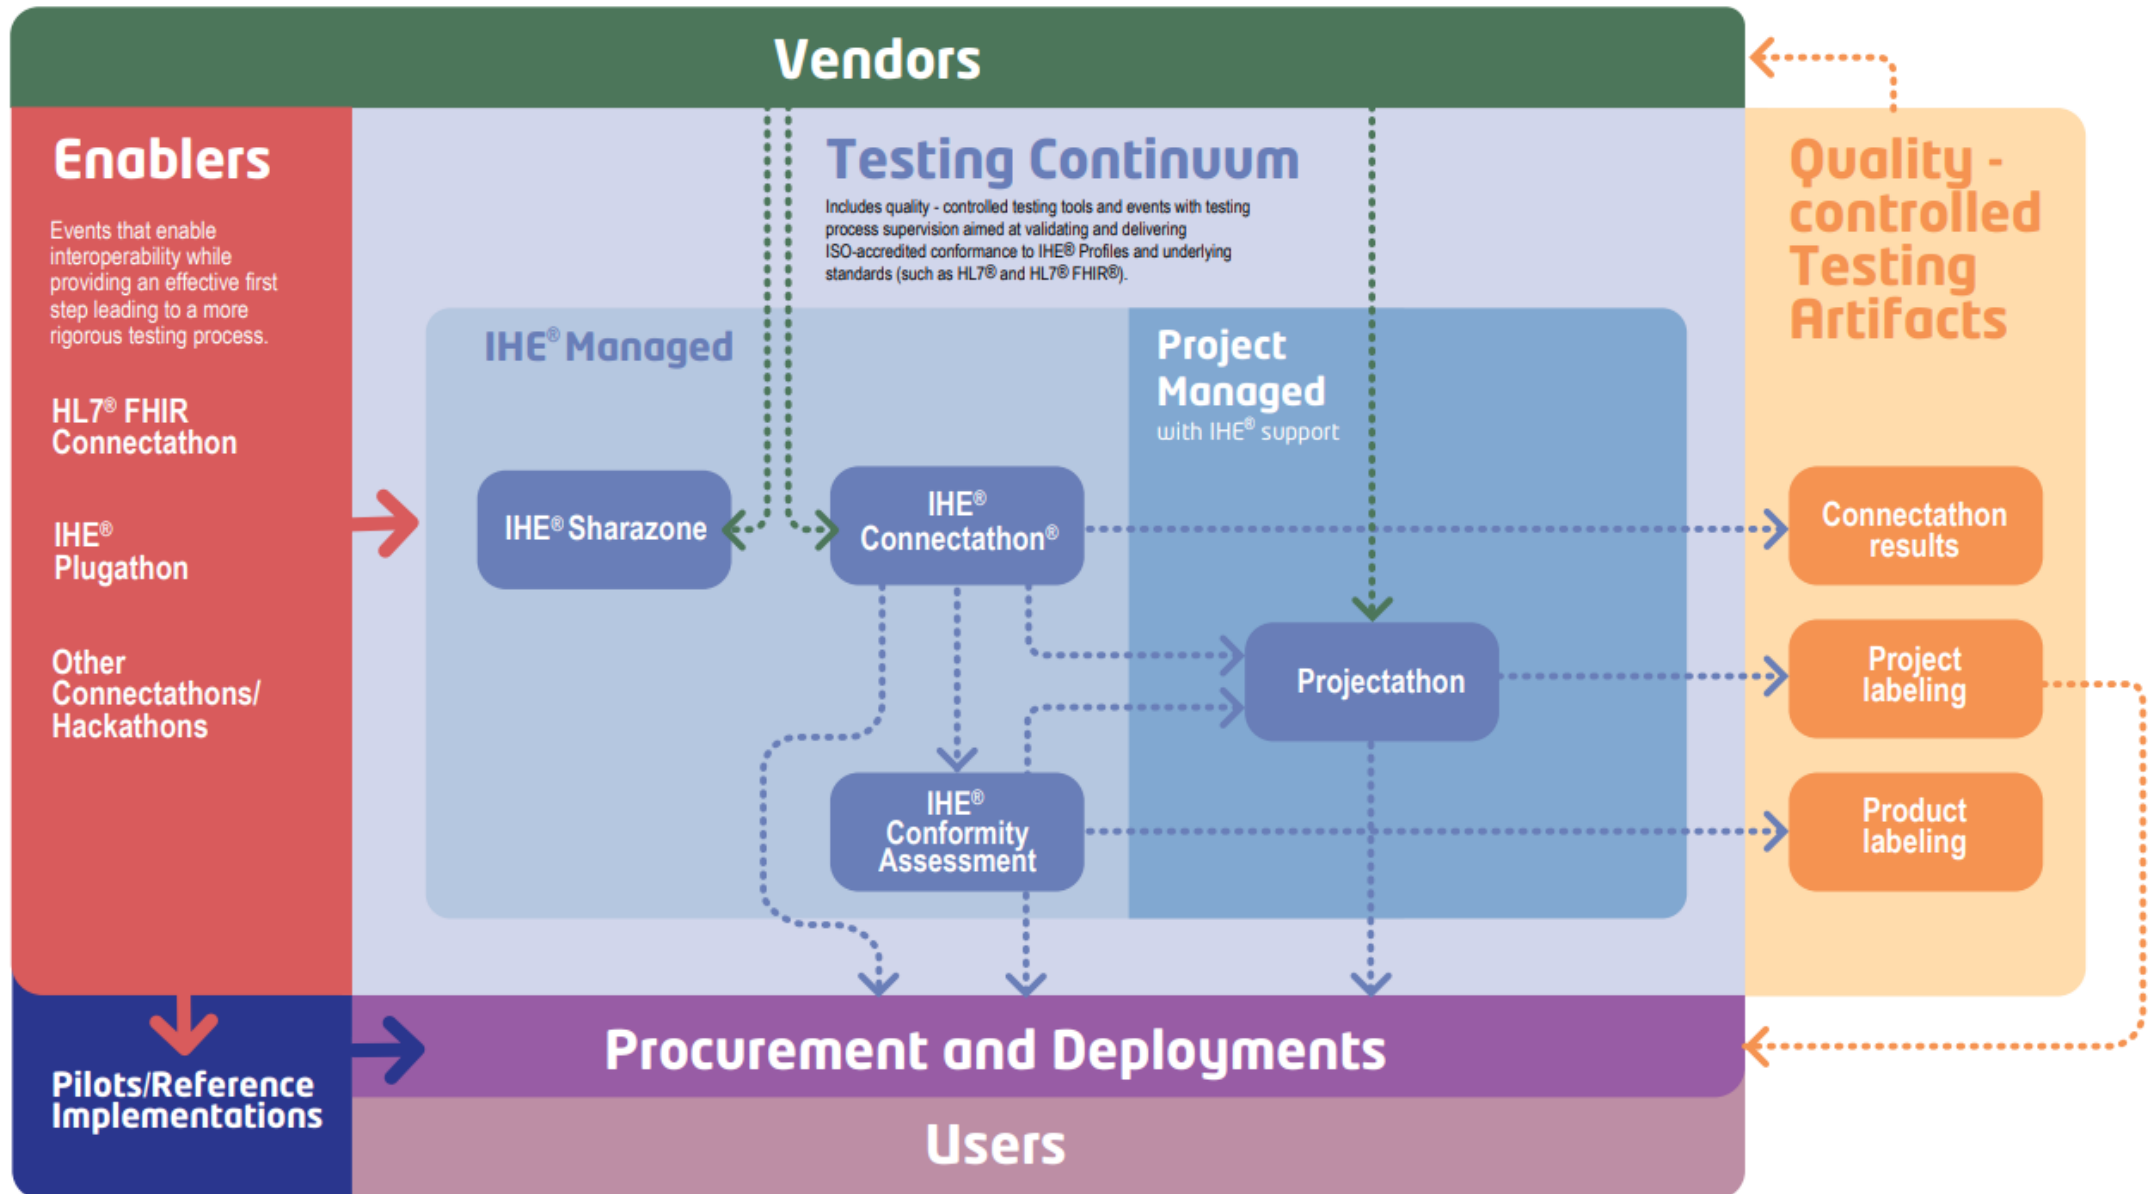 Vendors
Enablers
Events that enable
interoperability while
providing an effective first
step leading to a more
rigorous testing process.
HL7® FHIR
Connectathon
IHE®
Plugathon
Other
Connectathons/
Hackathons
Testing Continuum
Includes quality - controlled testing tools and events with testing
process supervision aimed at validating and delivering
ISO-accredited conformance to IHE® Profiles and underlying
standards (such as HL7® and HL7® FHIR®).
IHE® Managed
IHE® Sharazone
IHE®
Connectathon®
IHE®
Conformity
Assessment
Project
Managed
with IHE® support
Projectathon
Quality -
controlled
Testing
Artifacts
Connectathon
results
Project
labeling
Product
labeling
Pilots/Reference
Implementations
Procurement and Deployments
Users